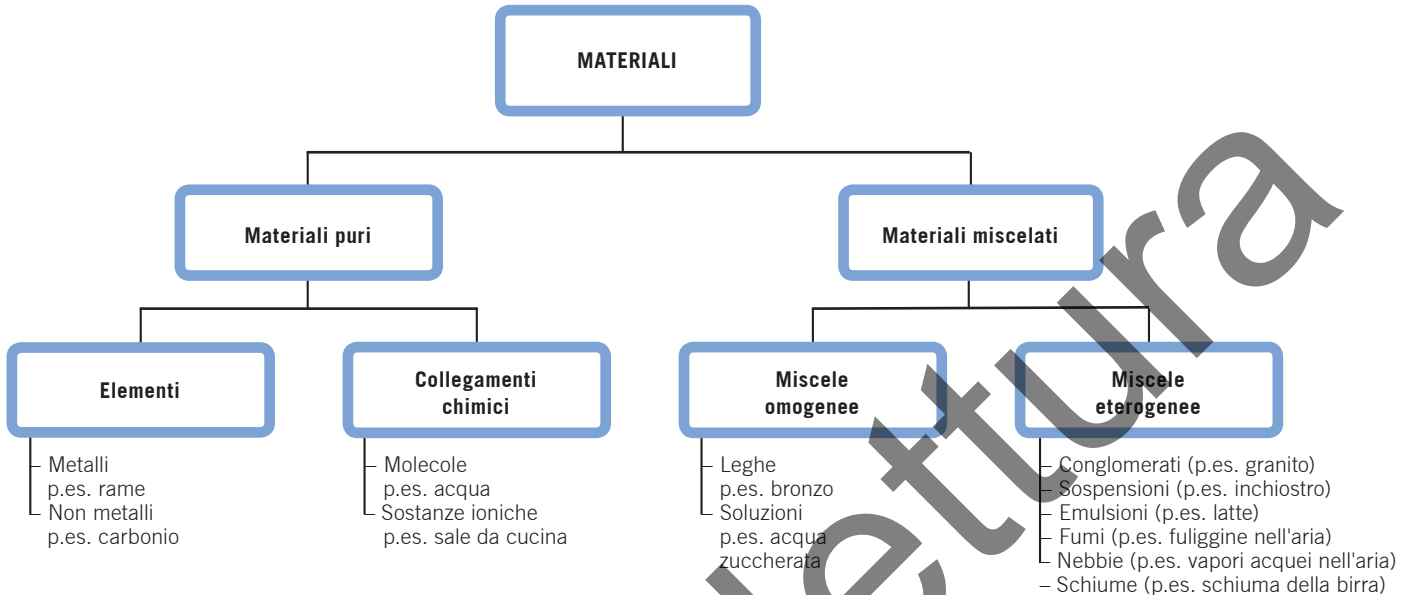 MATERIALI
Materiali puri
Materiali miscelati
Elementi
Collegamenti
chimici
Miscele
omogenee
Miscele
eterogenee
– Metalli
p.es. rame
– Non metalli
p.es. carbonio
– Molecole
p.es. acqua
– Sostanze ioniche
p.es. sale da cucina
– Leghe
p.es. bronzo
– Soluzioni
p.es. acqua
zuccherata
– Conglomerati (p.es. granito)
– Sospensioni (p.es. inchiostro)
– Emulsioni (p.es. latte)
– Fumi (p.es. fuliggine nell'aria)
– Nebbie (p.es. vapori acquei nell'aria)
– Schiume (p.es. schiuma della birra)
lettura